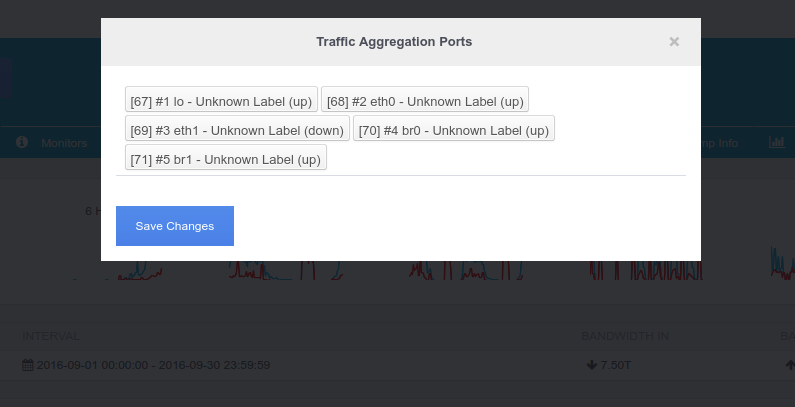 Traffic Aggregation Ports ×
[67] #1 lo - Unknown Label (up) [68] #2 eth0 - Unknown Label (up)
[69] #3 eth1 - Unknown Label (down) [70] #4 br0 - Unknown Label (up)
[71] #5 br1 - Unknown Label (up)
Monitors
Info
6
Save Changes
INTERVAL BANDWIDTH IN
2016-09-01 00:00:00 - 2016-09-30 23:59:59 7.50T